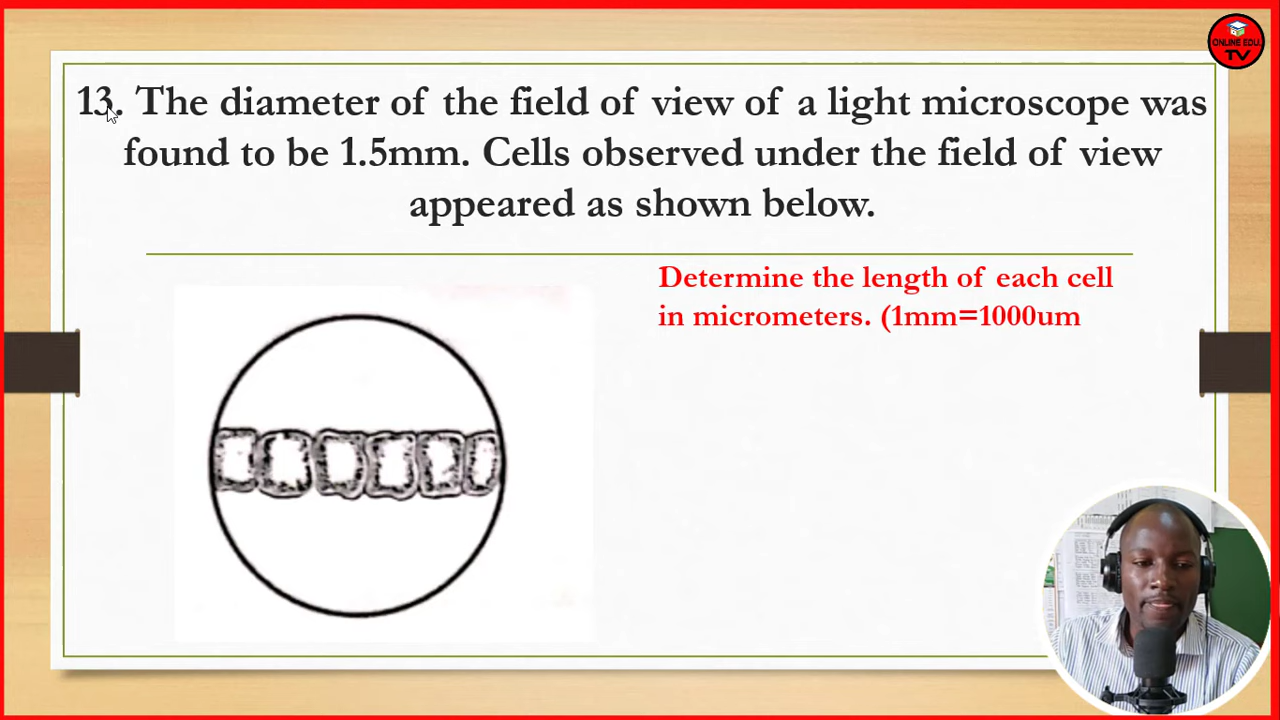 ONLINE EDU
TV
13. The diameter of the field of view of a light microscope was
found to be 1.5mm. Cells observed under the field of view
appeared as shown below.
Determine the length of each cell
in micrometers. (1mm=1000um